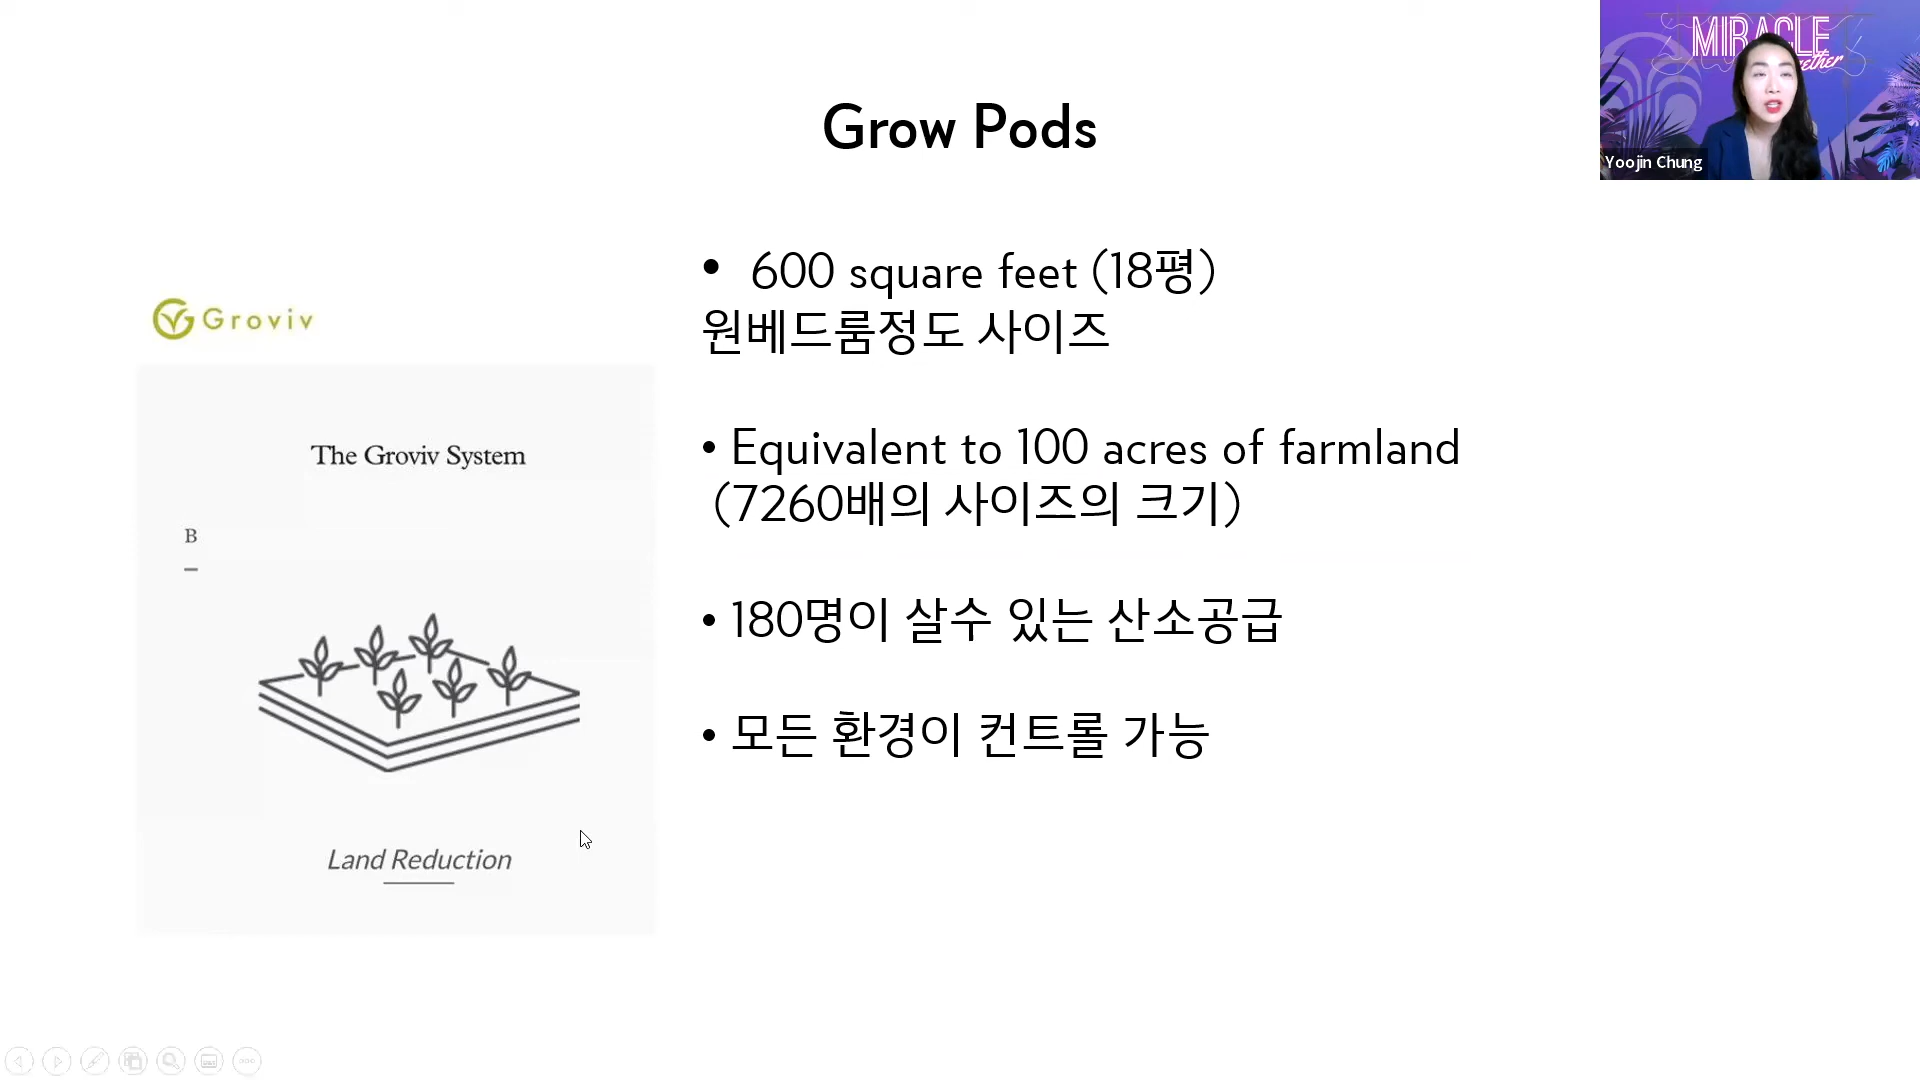 MIRACLE
Yoojin Chung
Grow Pods
Groviv
The Groviv System
B
Land Reduction
• 600 square feet (18평)
원베드룸정도 사이즈
• Equivalent to 100 acres of farmland
(7260배의 사이즈의 크기)
• 180명이 살수 있는 산소공급
• 모든 환경이 컨트롤 가능